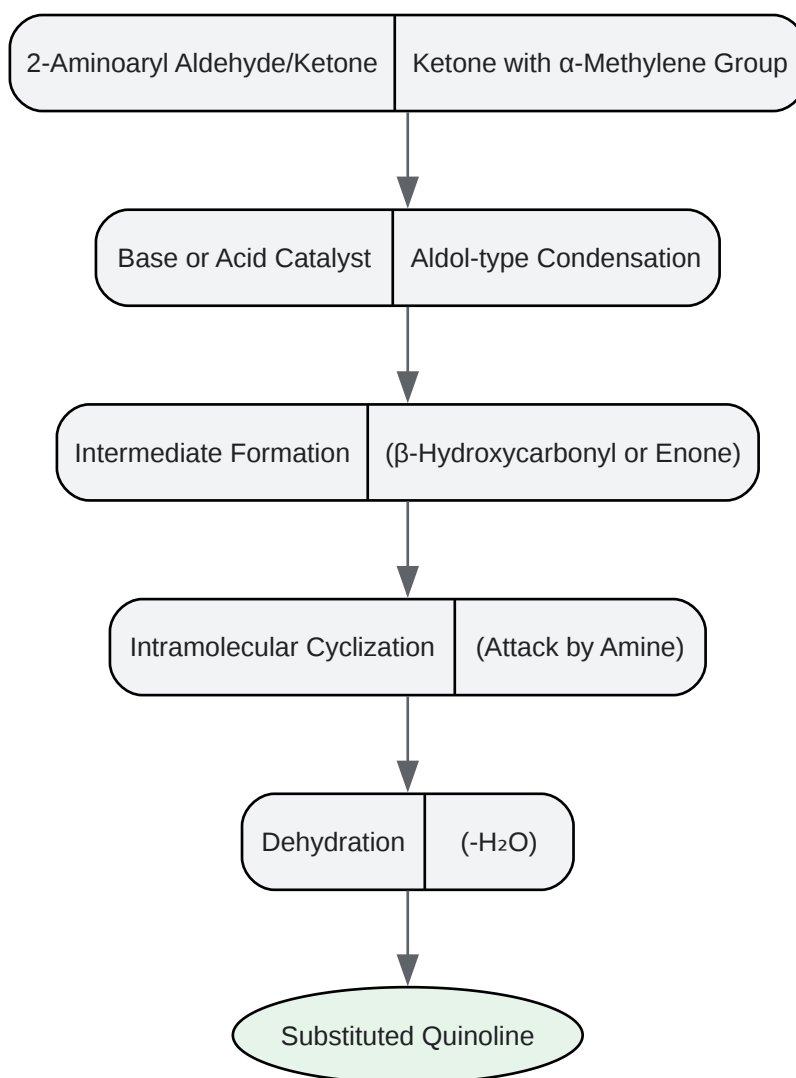 2-Aminoaryl Aldehyde/Ketone Ketone with α-Methylene Group
Base or Acid Catalyst Aldol-type Condensation
Intermediate Formation (β-Hydroxycarbonyl or Enone)
Intramolecular Cyclization (Attack by Amine)
Dehydration (-H₂O)
Substituted Quinoline